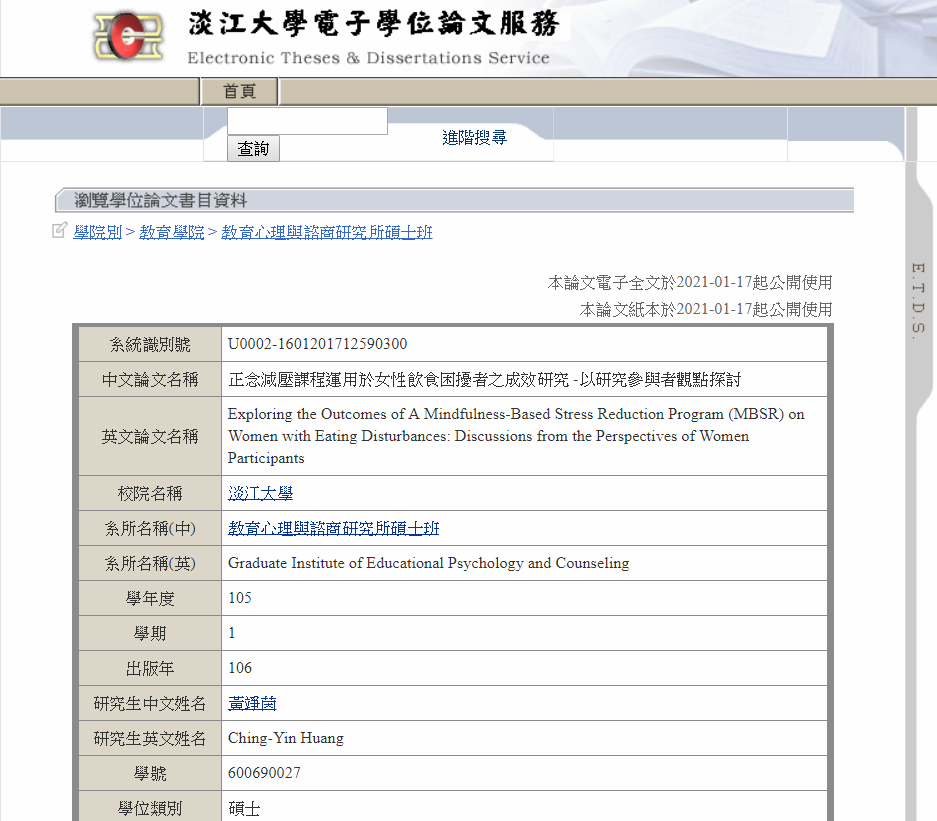 淡江大學電子學位論文服務
Electronic Theses & Dissertations Service
首頁
查詢
進階搜尋
瀏覽學位論文書目資料
學院別 > 教育學院 > 教育心理與諮商研究所碩士班
本論文電子全文於2021-01-17起公開使用
本論文紙本於2021-01-17起公開使用
系統識別號 U0002-1601201712590300
中文論文名稱 正念減壓課程運用於女性飲食困擾者之成效研究 -以研究參與者觀點探討
英文論文名稱 Exploring the Outcomes of A Mindfulness-Based Stress Reduction Program (MBSR) on
Women with Eating Disturbances: Discussions from the Perspectives of Women
Participants
校院名稱 淡江大學
系所名稱(中) 教育心理與諮商研究所碩士班
系所名稱(英) Graduate Institute of Educational Psychology and Counseling
學年度 105
學期 1
出版年 106
研究生中文姓名 黃竫茵
研究生英文姓名 Ching-Yin Huang
學號 600690027
學位類別 碩士
E.T.D.S.